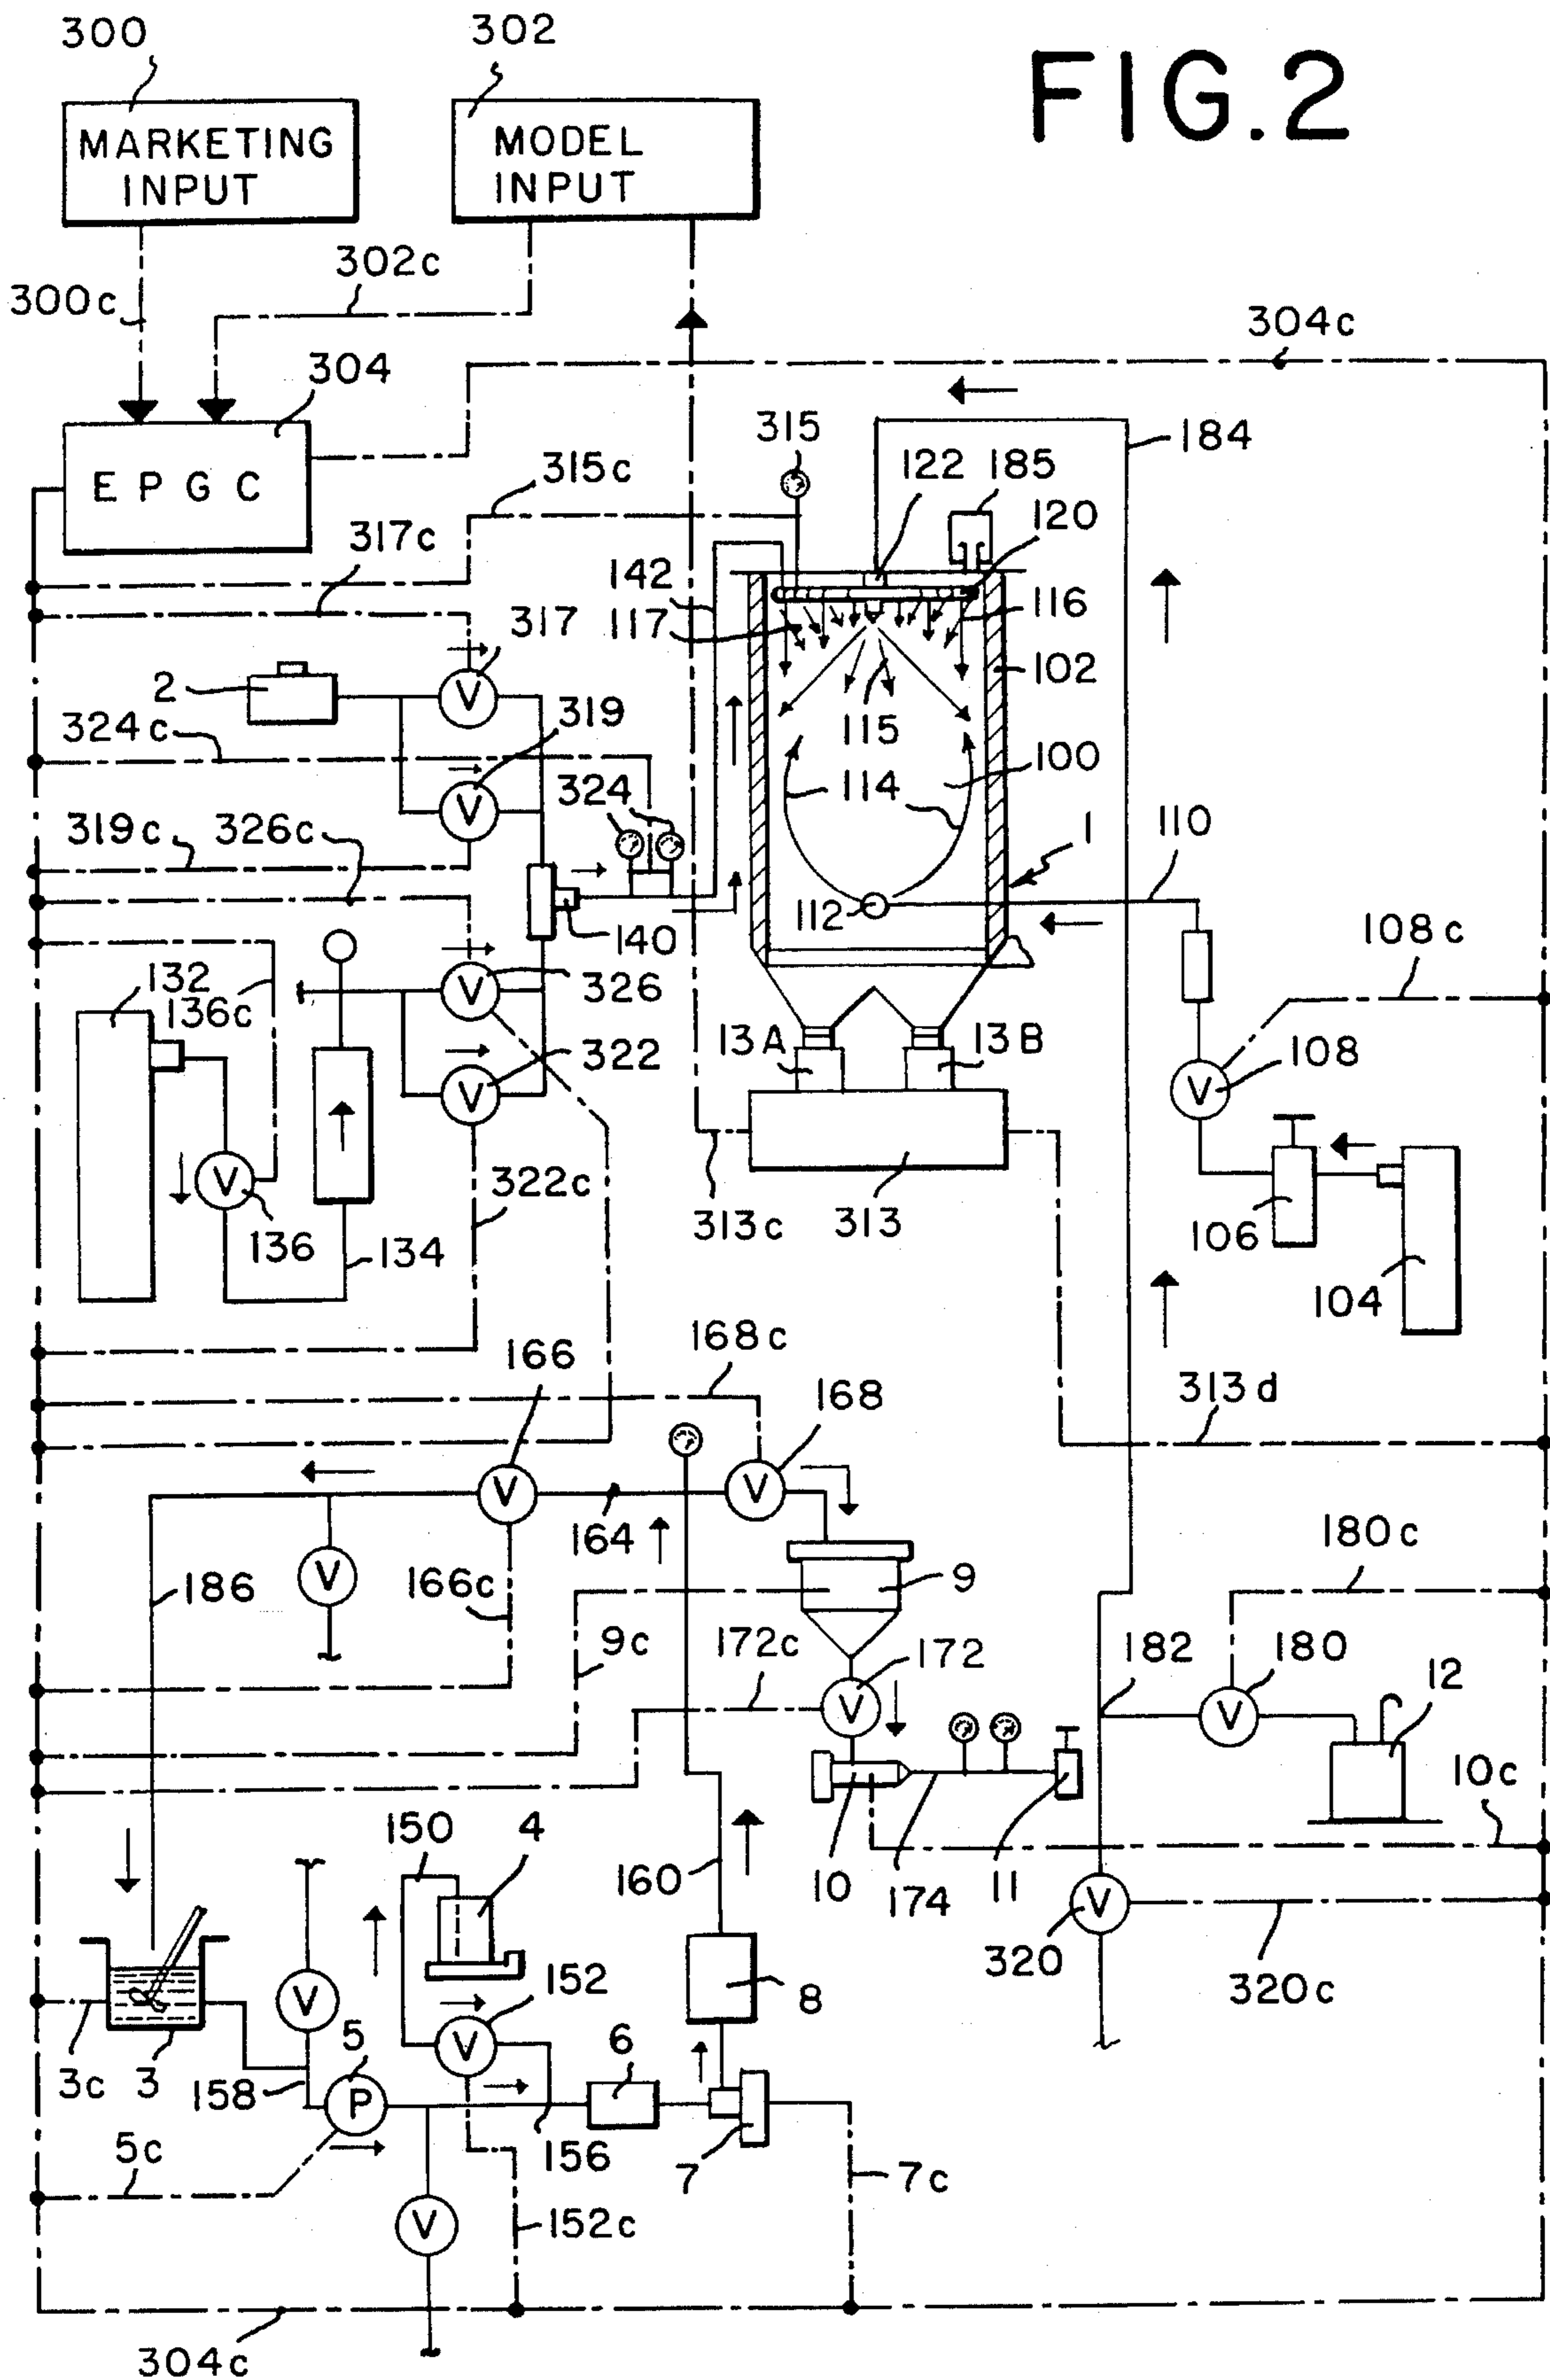 FIG.2
300
302
MARKETING
INPUT
MODEL
INPUT
302c
300c
304c
304
E P G C
315
184
122
185
315c
120
317c
142
317
117
116
2
102
319
324c
115
100
324
114
319c
326c
110
1
112
140
108c
132
136c
326
13A
13B
322
108
136
134
322c
313c
313
106
104
168c
166
168
313d
164
180c
186
166c
9
9c
172c
172
182
180
12
10c
150
4
160
10
174
11
152
320
320c
8
5
6
3c
3
158
156
7
5c
7c
152c
304c
V
V
V
V
V
V
V
V
V
V
V
V
V
V
P
V